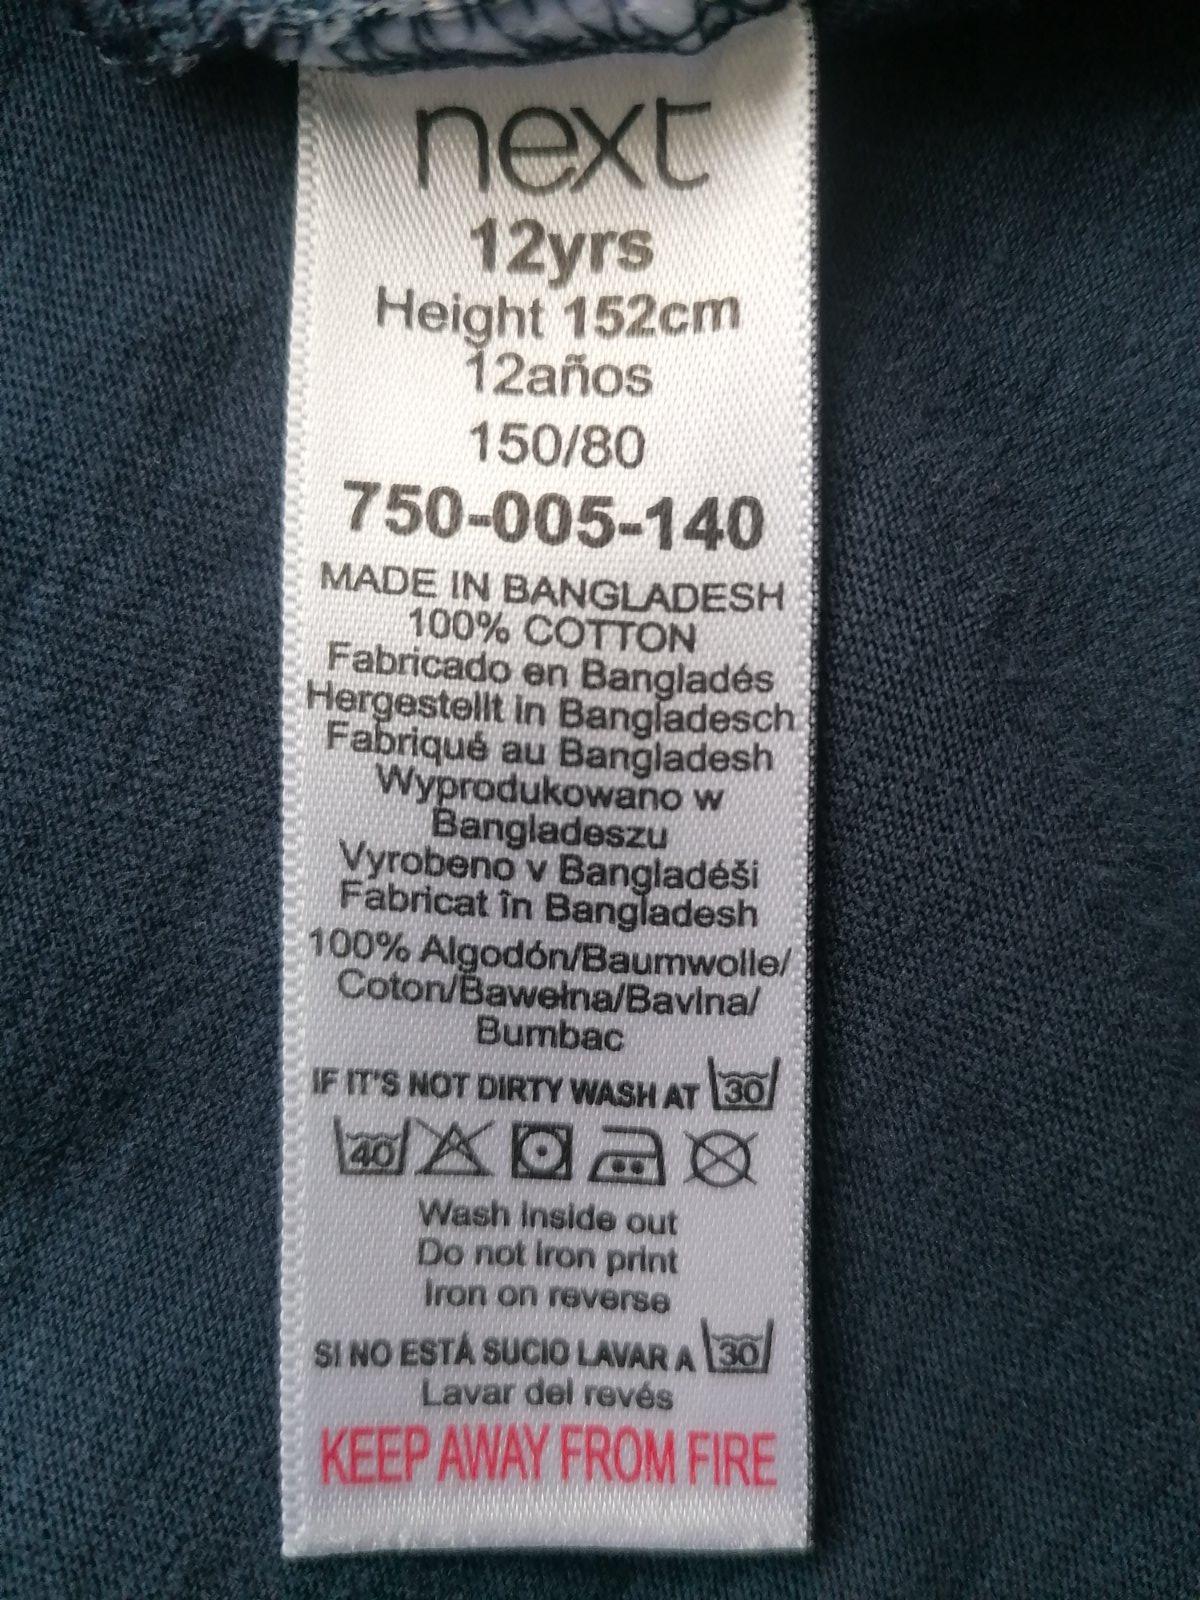 next
12yrs
Height 152cm
12años
150/80
750-005-140
MADE IN BANGLADESH
100% COTTON
Fabricado en Bangladés
Hergestellt in Bangladesch
Fabriqué au Bangladesh
Wyprodukowano w
Bangladeszu
Vyrobeno v Bangladéši
Fabricat în Bangladesh
100% Algodón/Baumwolle/
Coton/Bawełna/Bavlna/
Bumbac
IF IT'S NOT DIRTY WASH AT 30
40
Wash inside out
Do not iron print
Iron on reverse
SI NO ESTÁ SUCIO LAVAR A 30
Lavar del revés
KEEP AWAY FROM FIRE